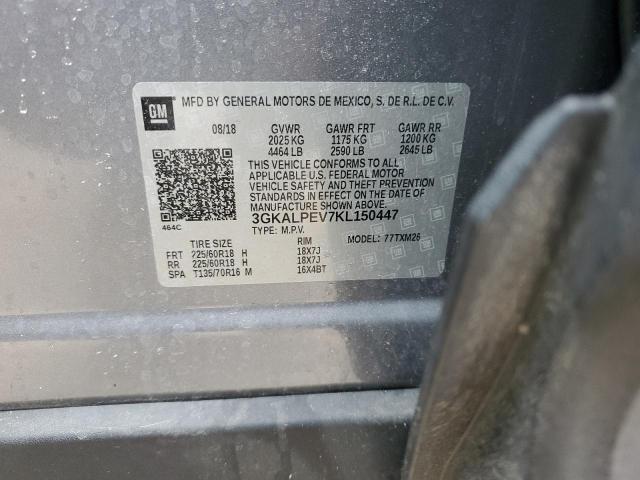 GM
MFD BY GENERAL MOTORS DE MEXICO, S. DE R.L. DE C.V.
08/18 GVWR GAWR FRT GAWR RR
2025 KG 1175 KG 1200 KG
4464 LB 2590 LB 2645 LB
THIS VEHICLE CONFORMS TO ALL
APPLICABLE U.S. FEDERAL MOTOR
VEHICLE SAFETY AND THEFT PREVENTION
STANDARDS IN EFFECT ON THE DATE
OF MANUFACTURE SHOWN ABOVE.
464C
3GKALPEV7KL150447
TYPE: M.P.V. MODEL: 77TXM26
TIRE SIZE RIM
FRT 225/60R18 H 18X7J
RR 225/60R18 H 18X7J
SPA T135/70R16 M 16X4BT